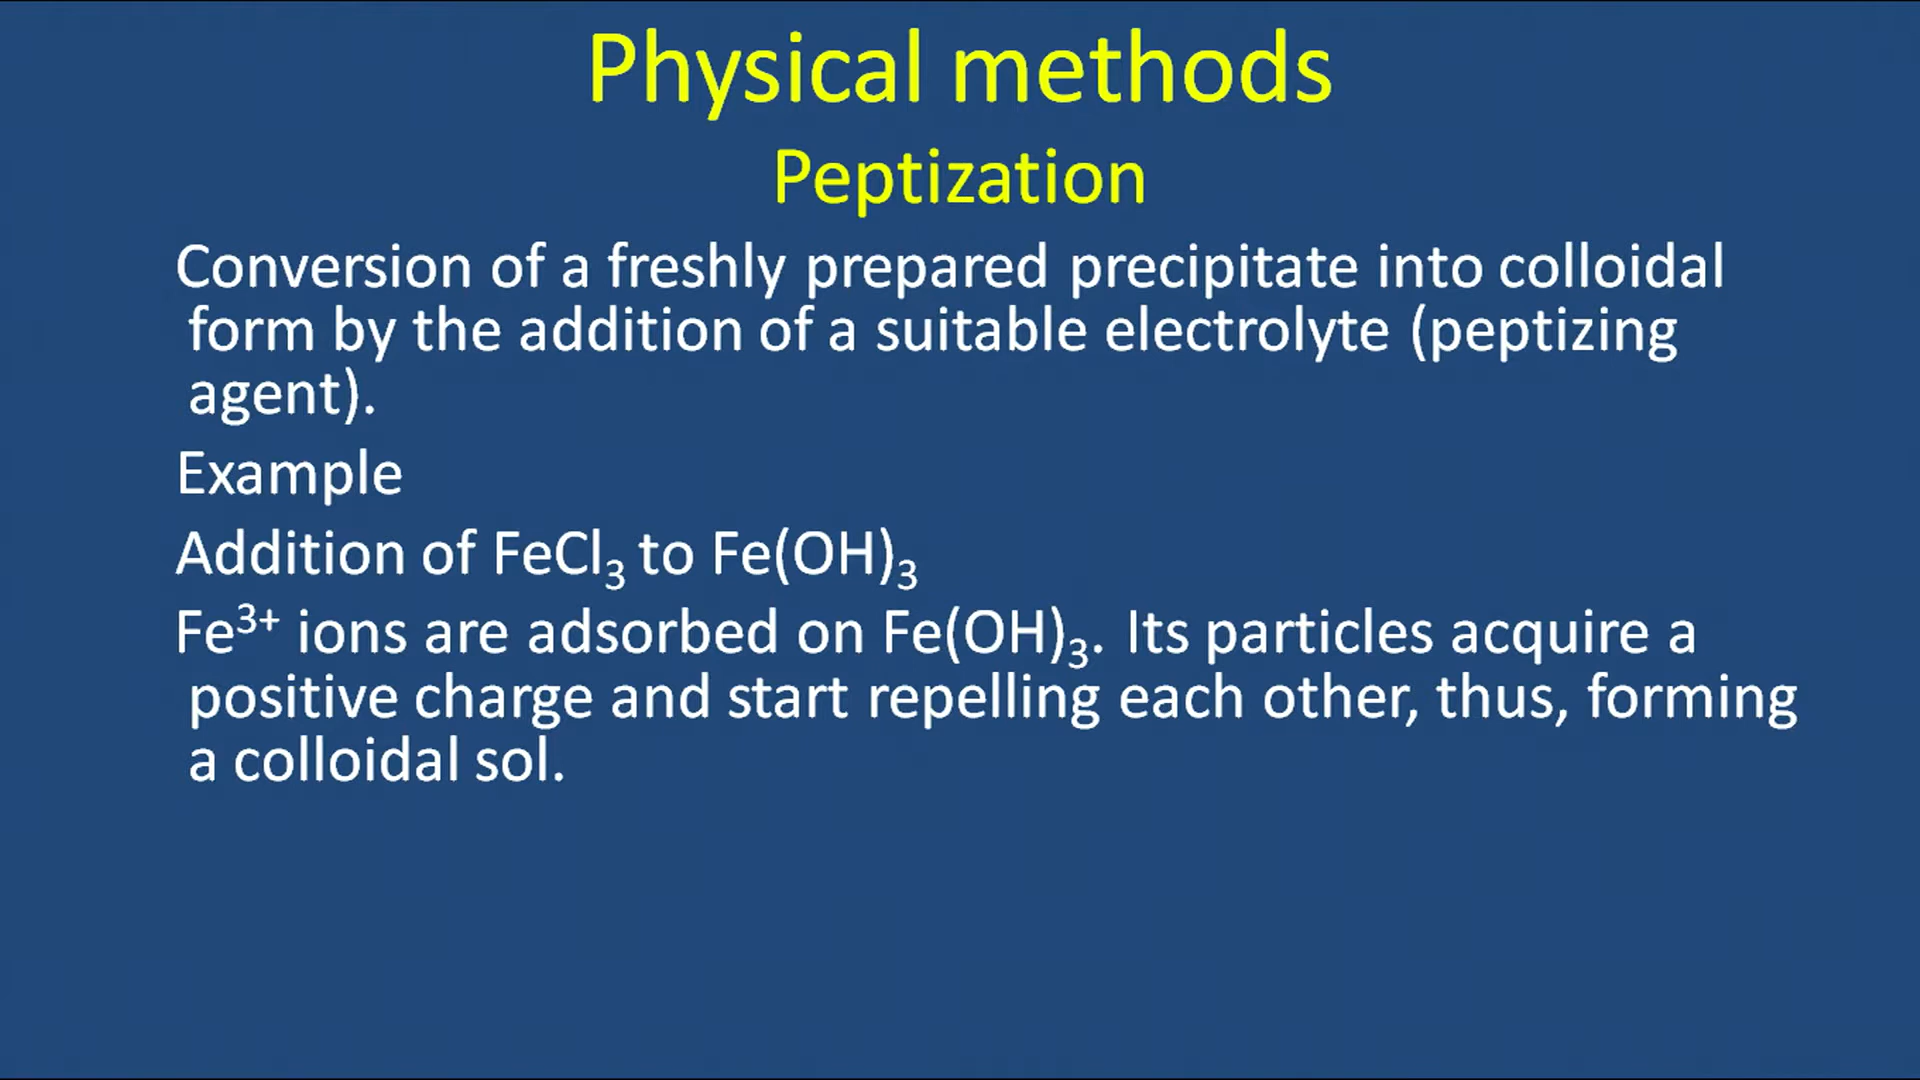 Physical methods
Peptization
Conversion of a freshly prepared precipitate into colloidal
form by the addition of a suitable electrolyte (peptizing
agent).
Example
Addition of FeCl₃ to Fe(OH)₃
Fe³⁺ ions are adsorbed on Fe(OH)₃. Its particles acquire a
positive charge and start repelling each other, thus, forming
a colloidal sol.